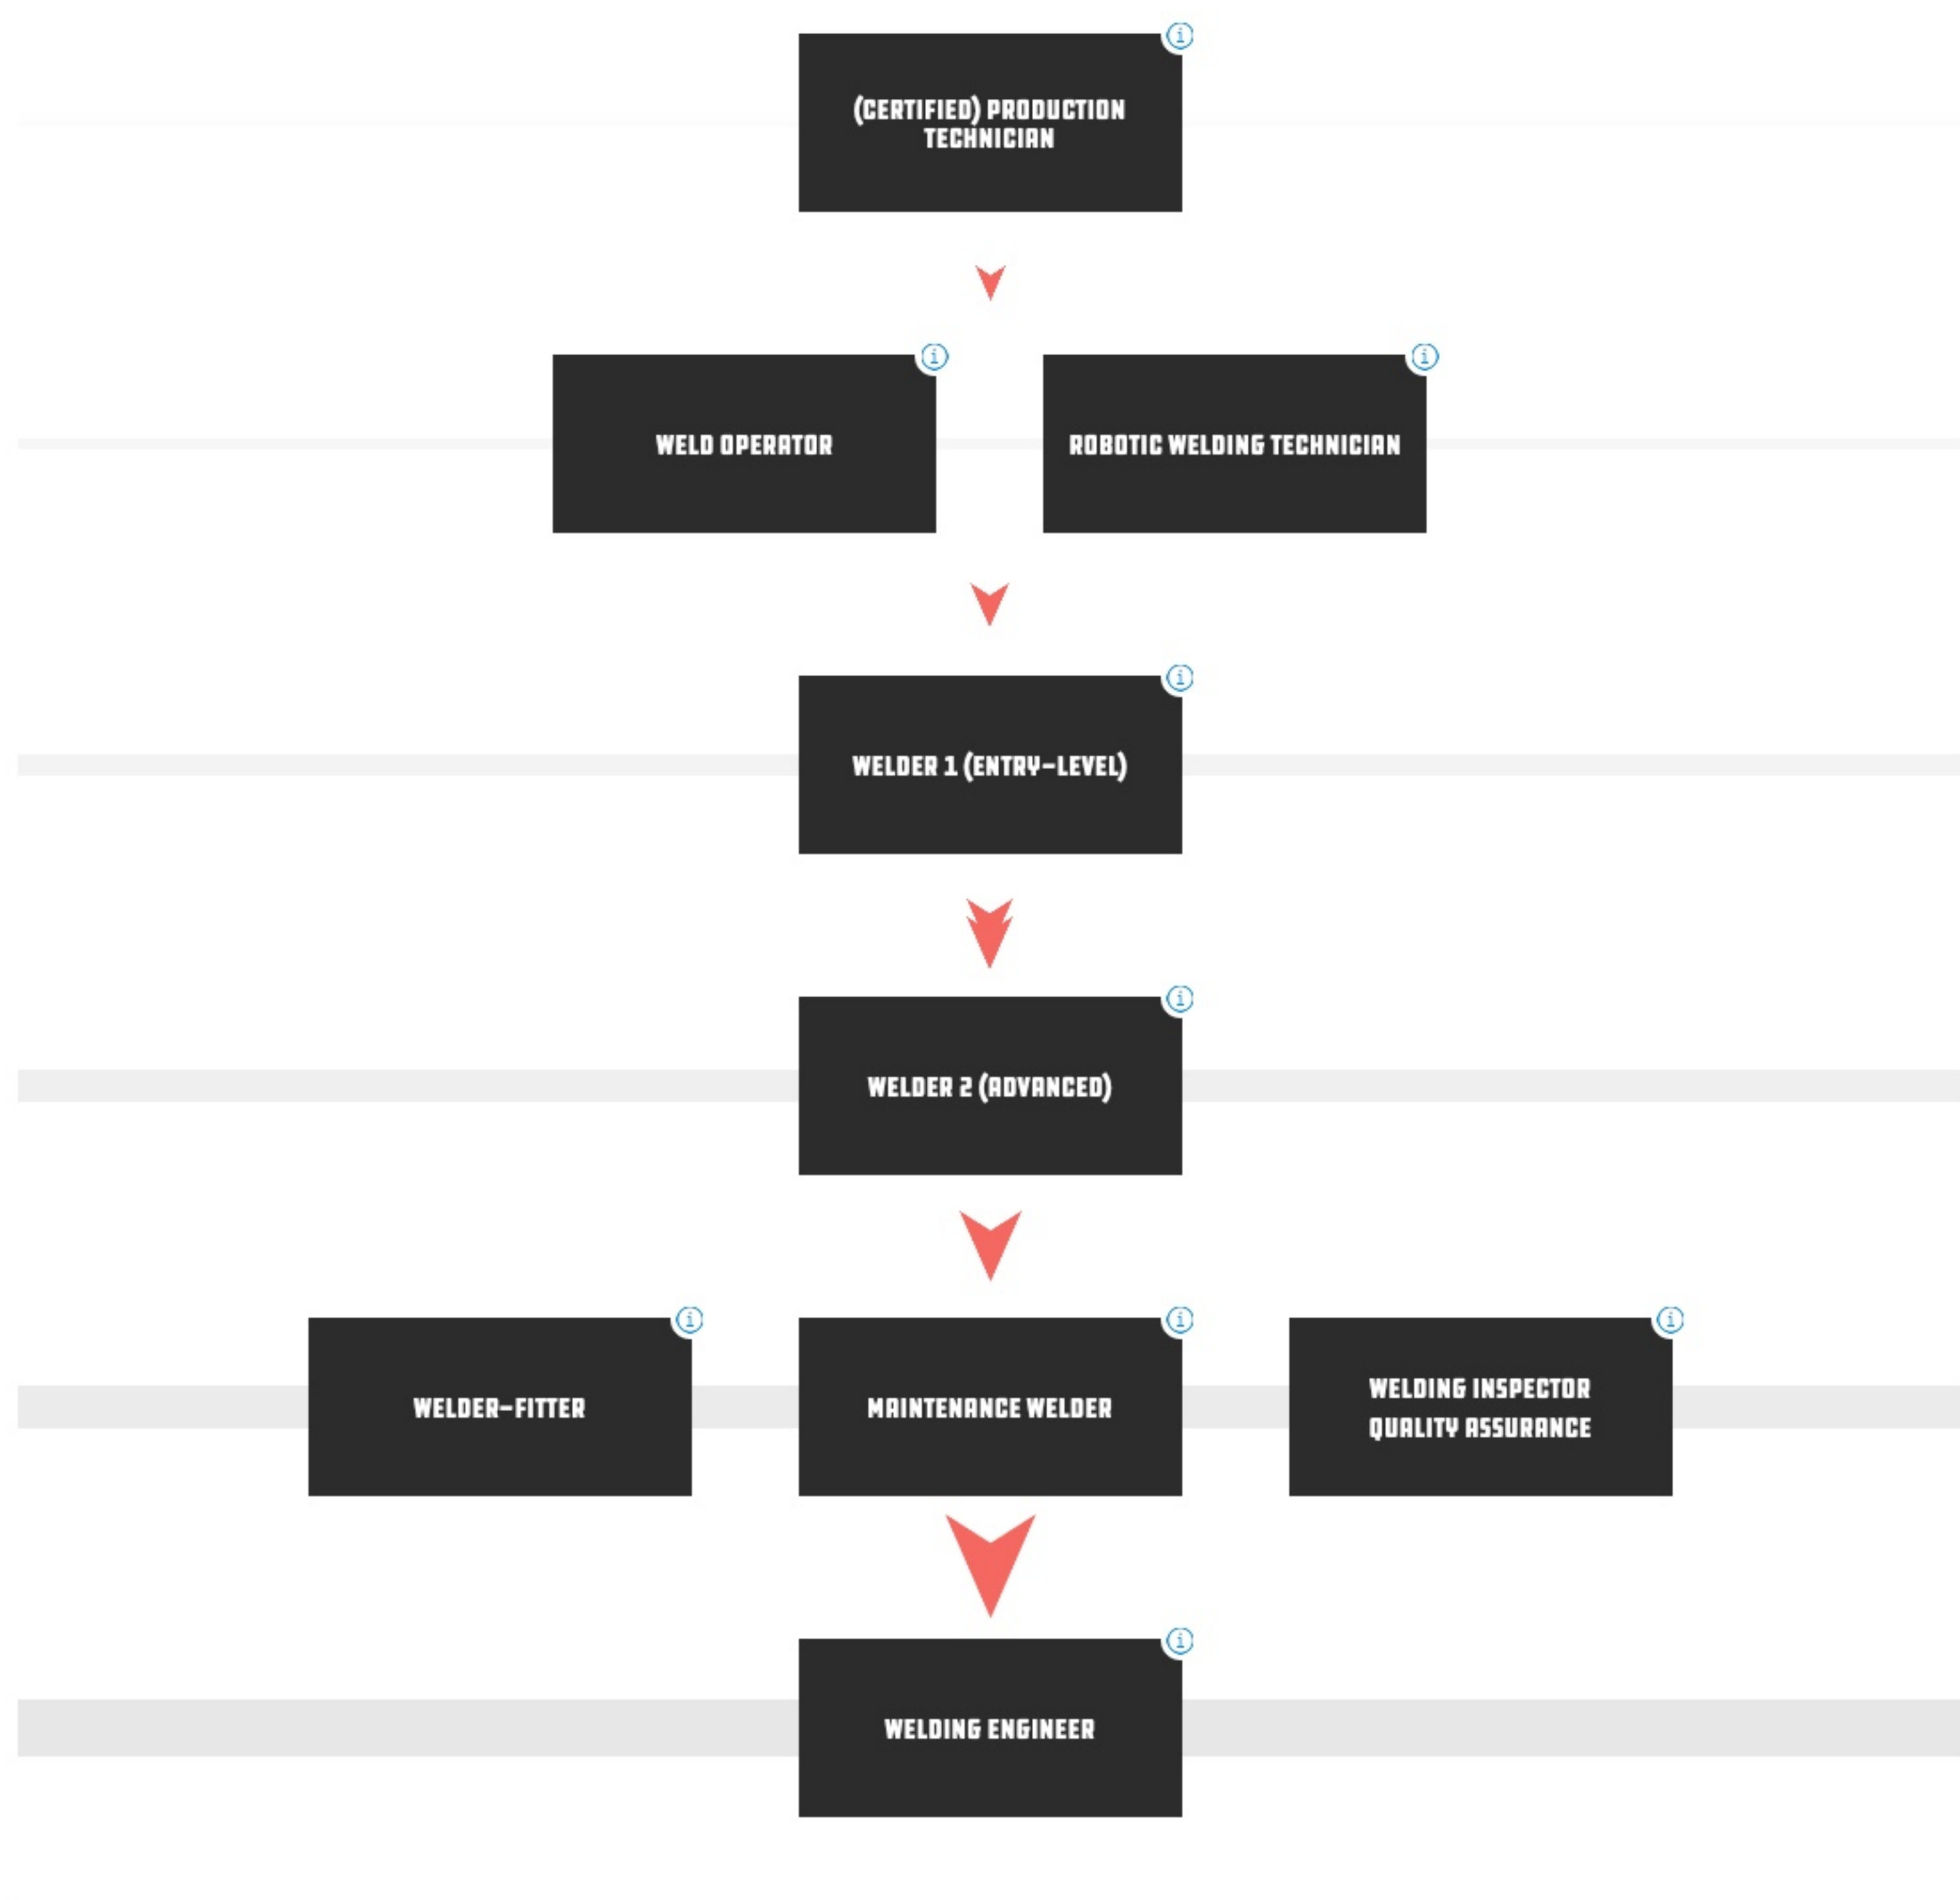 (CERTIFIED) PRODUCTION
TECHNICIAN
WELD OPERATOR
ROBOTIC WELDING TECHNICIAN
WELDER 1 (ENTRY-LEVEL)
WELDER 2 (ADVANCED)
WELDER-FITTER
MAINTENANCE WELDER
WELDING INSPECTOR
QUALITY ASSURANCE
WELDING ENGINEER